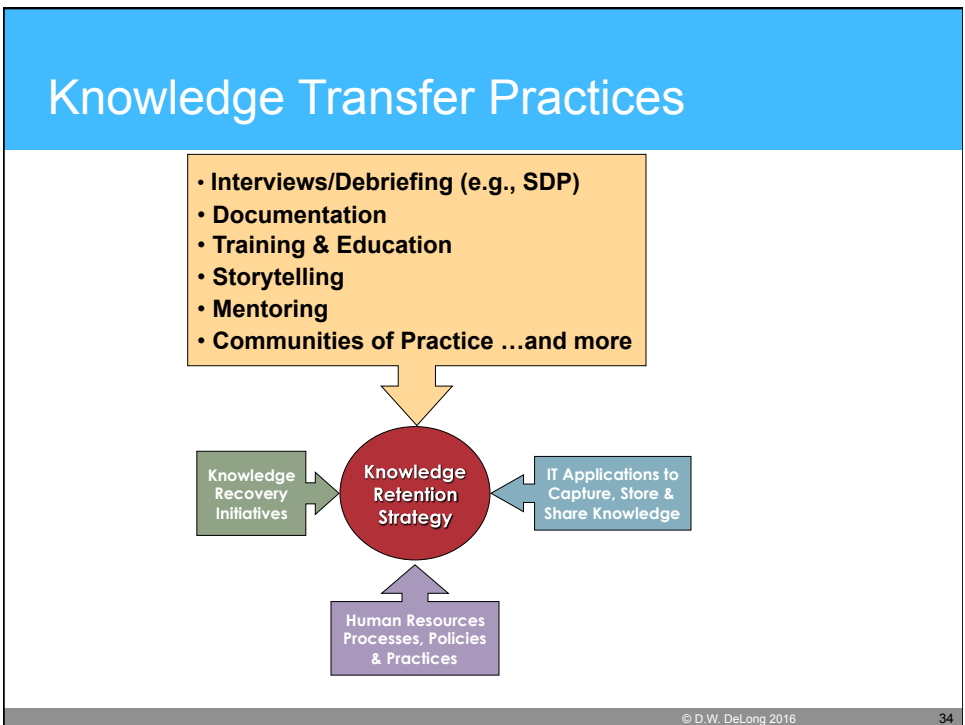 Knowledge Transfer Practices
• Interviews/Debriefing (e.g., SDP)
• Documentation
• Training & Education
• Storytelling
• Mentoring
• Communities of Practice …and more
Knowledge
Recovery
Initiatives
Knowledge
Retention
Strategy
IT Applications to
Capture, Store &
Share Knowledge
Human Resources
Processes, Policies
& Practices
© D.W. DeLong 2016
34